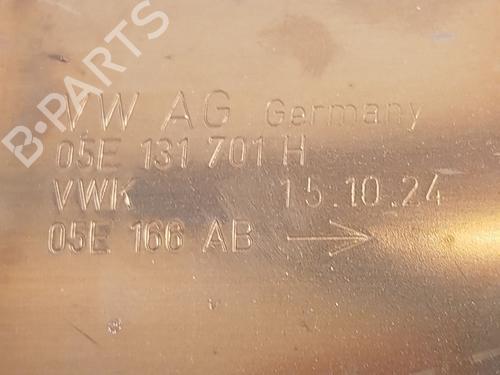 B-PARTS
VW AG Germany
05E 131 701 H
VWK 15.10.24
05E 166 AB →